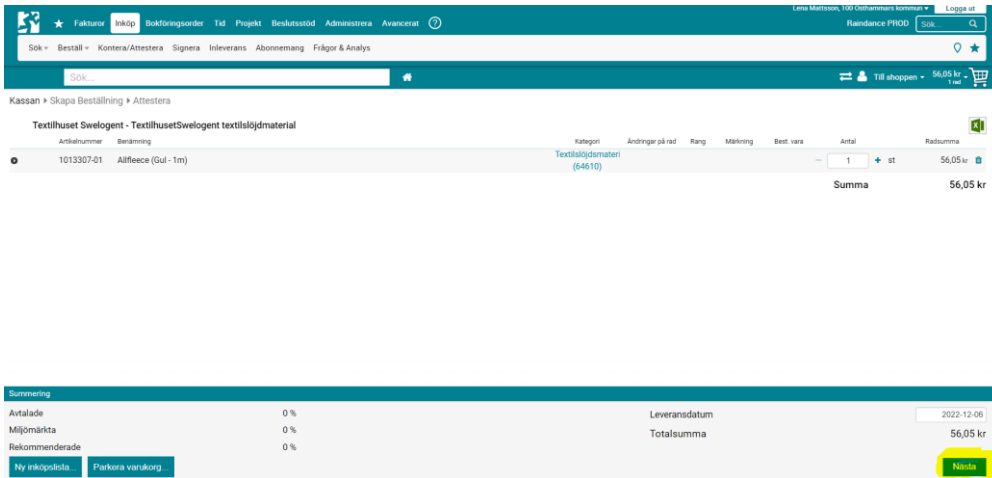 Lena Mattsson, 100 Östhammars kommun Logga ut
Fakturor Inköp Bokföringsorder Tid Projekt Beslutsstöd Administrera Avancerat ? Raindance PROD Sök...
Sök Beställ Kontera/Attestera Signera Inleverans Abonnemang Frågor & Analys
Sök... Till shoppen 56,05 kr
1 rad
Kassan Skapa Beställning Attestera
Textilhuset Swelogent - TextilhusetSwelogent textilslöjdmaterial
Artikelnummer Benämning Kategori Ändringar på rad Rang Märkning Best. vara Antal Radsumma
1013307-01 Allfleece (Gul - 1m) Textilslöjdsmateri
(64610) − 1 + st 56,05 kr
Summa 56,05 kr
Summering
Avtalade 0 % Leveransdatum 2022-12-06
Miljömärkta 0 % Totalsumma 56,05 kr
Rekommenderade 0 %
Ny inköpslista... Parkera varukorg... Nästa